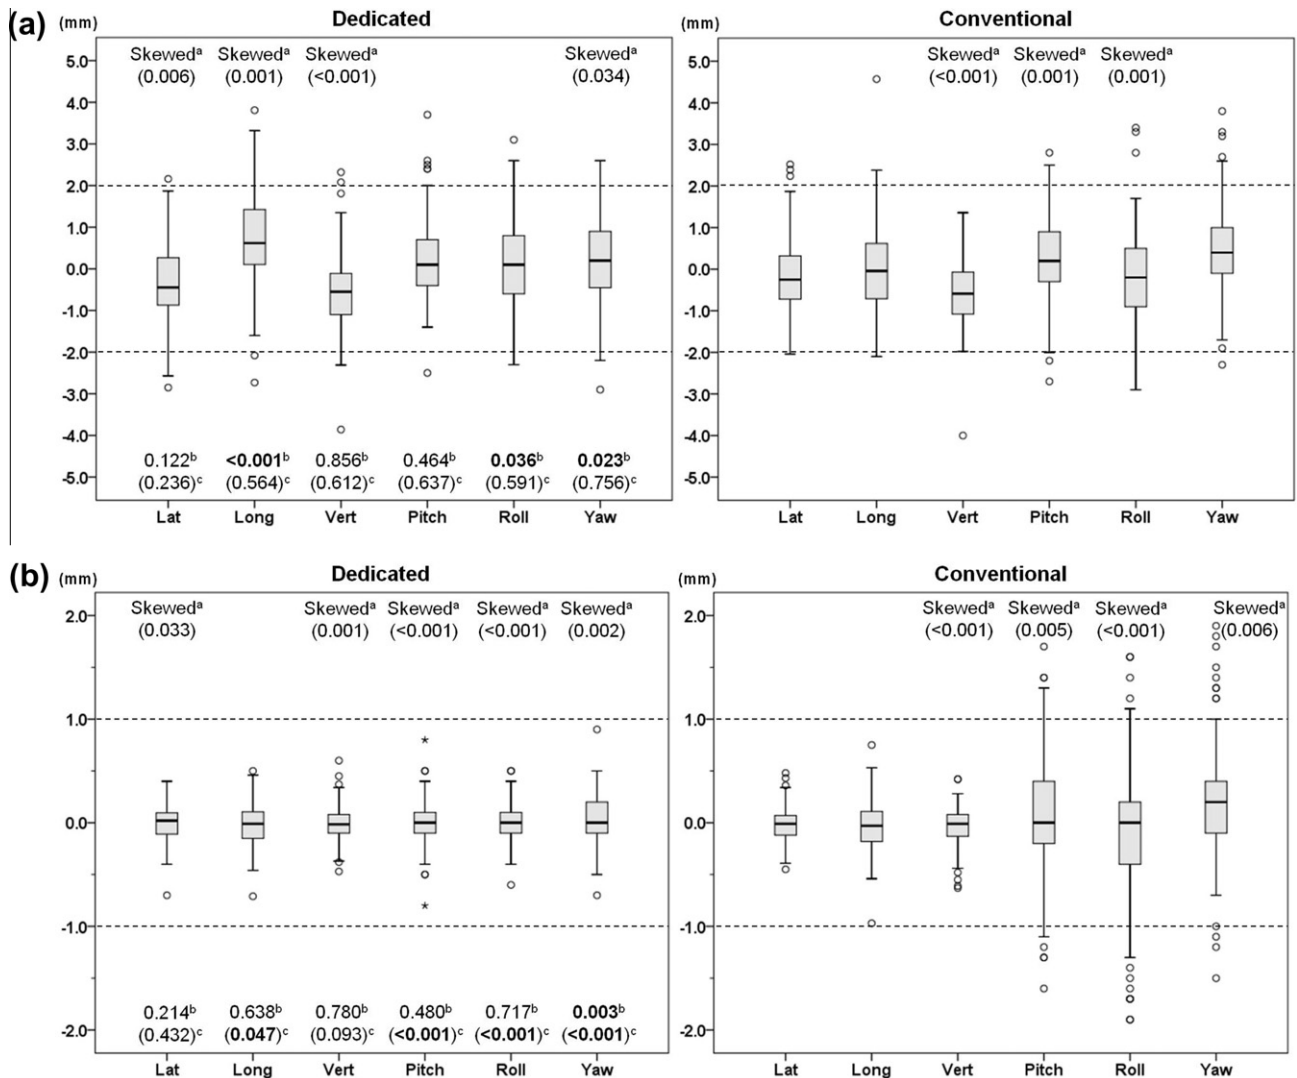 (a) (mm) Dedicated (mm) Conventional
Skewedᵃ Skewedᵃ Skewedᵃ Skewedᵃ Skewedᵃ Skewedᵃ Skewedᵃ
(0.006) (0.001) (<0.001) (0.034) (<0.001) (0.001) (0.001)
5.0 5.0
4.0 4.0
3.0 3.0
2.0 2.0
1.0 1.0
0.0 0.0
-1.0 -1.0
-2.0 -2.0
-3.0 -3.0
-4.0 -4.0
0.122ᵇ <0.001ᵇ 0.856ᵇ 0.464ᵇ 0.036ᵇ 0.023ᵇ
-5.0 (0.236)ᶜ (0.564)ᶜ (0.612)ᶜ (0.637)ᶜ (0.591)ᶜ (0.756)ᶜ -5.0
Lat Long Vert Pitch Roll Yaw Lat Long Vert Pitch Roll Yaw
(b) (mm) Dedicated (mm) Conventional
Skewedᵃ Skewedᵃ Skewedᵃ Skewedᵃ Skewedᵃ Skewedᵃ Skewedᵃ Skewedᵃ Skewedᵃ
2.0 2.0
(0.033) (0.001) (<0.001) (<0.001) (0.002) (<0.001) (0.005) (<0.001) (0.006)
1.0 1.0
0.0 0.0
-1.0 -1.0
0.214ᵇ 0.638ᵇ 0.780ᵇ 0.480ᵇ 0.717ᵇ 0.003ᵇ
-2.0 (0.432)ᶜ (0.047)ᶜ (0.093)ᶜ (<0.001)ᶜ (<0.001)ᶜ (<0.001)ᶜ -2.0
Lat Long Vert Pitch Roll Yaw Lat Long Vert Pitch Roll Yaw